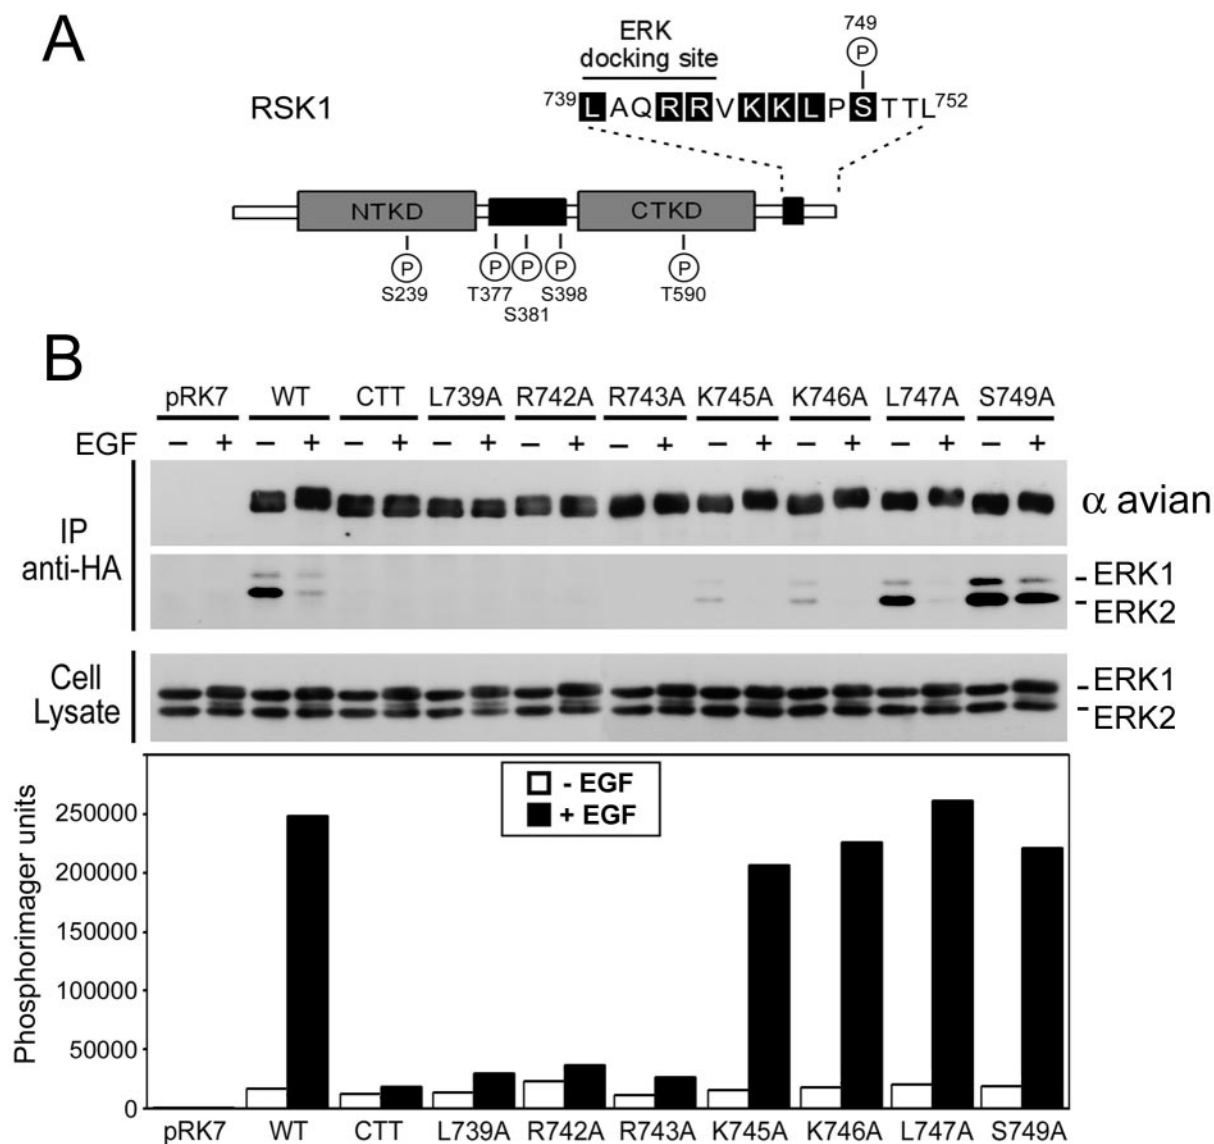 A
ERK
docking site
749
P
RSK1
739 L A Q R R V K K L P S T T L 752
NTKD
CTKD
P P P P P
S239 T377 S398 T590
S381
B
pRK7 WT CTT L739A R742A R743A K745A K746A L747A S749A
EGF – + – + – + – + – + – + – + – + – + – +
α avian
IP
anti-HA
ERK1
ERK2
Cell
Lysate
ERK1
ERK2
Phosphorimager units
- EGF
+ EGF
250000
200000
150000
100000
50000
0
pRK7 WT CTT L739A R742A R743A K745A K746A L747A S749A